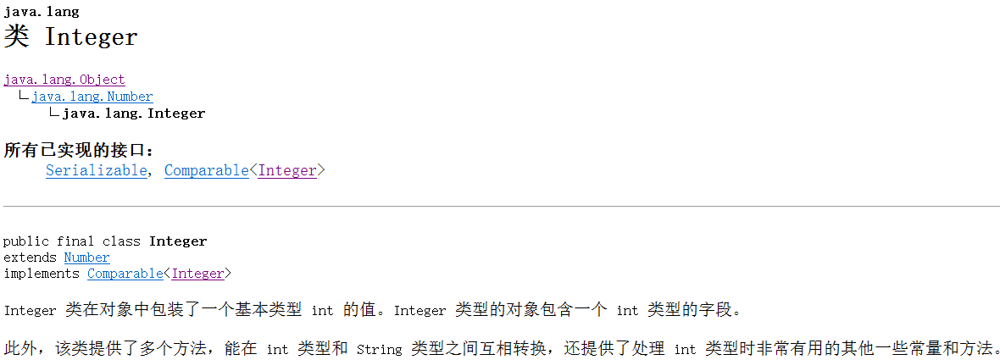 java.lang
类 Integer
java.lang.Object
java.lang.Number
java.lang.Integer
所有已实现的接口：
Serializable, Comparable<Integer>
public final class Integer
extends Number
implements Comparable<Integer>
Integer 类在对象中包装了一个基本类型 int 的值。Integer 类型的对象包含一个 int 类型的字段。
此外，该类提供了多个方法，能在 int 类型和 String 类型之间互相转换，还提供了处理 int 类型时非常有用的其他一些常量和方法。